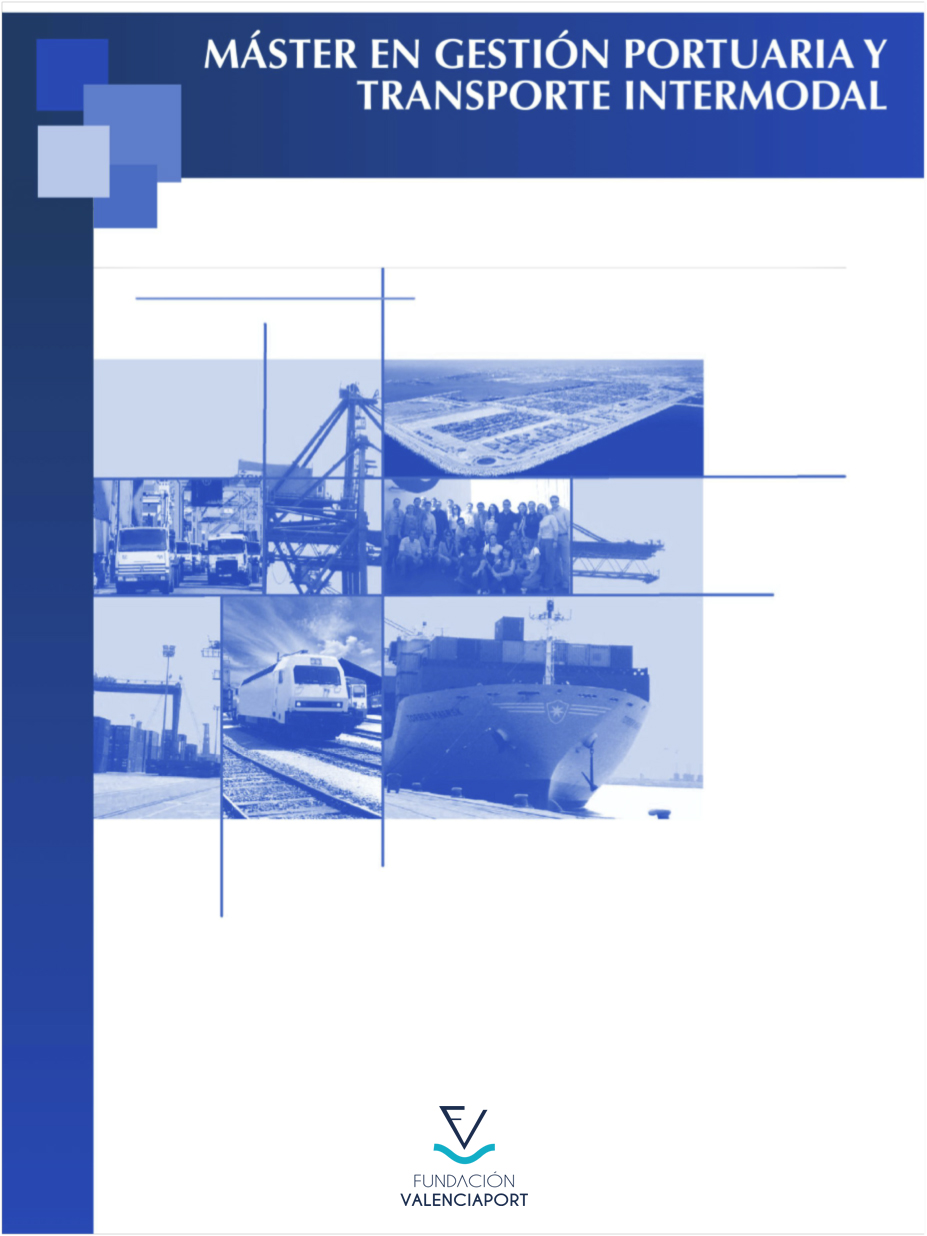 MÁSTER EN GESTIÓN PORTUARIA Y
TRANSPORTE INTERMODAL
FUNDACIÓN
VALENCIAPORT